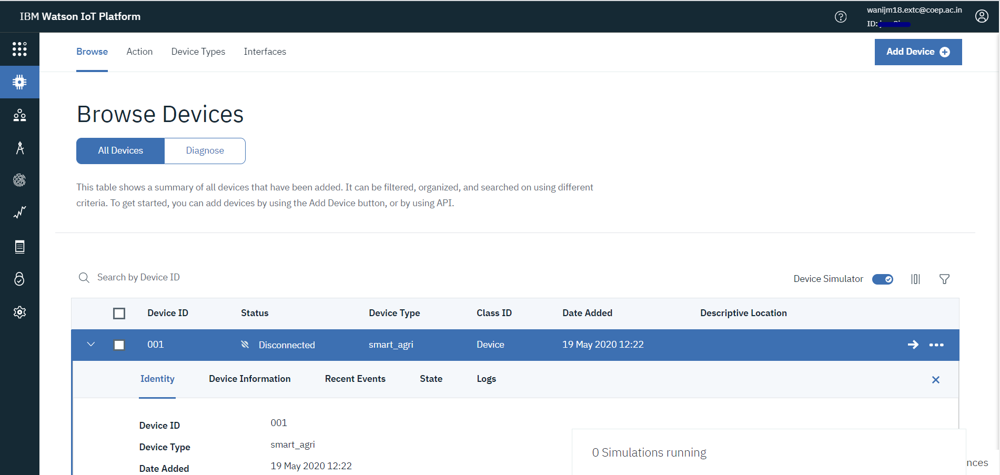 IBM Watson IoT Platform
wanijm18.extc@coep.ac.in
ID:
Browse Action Device Types Interfaces
Add Device
Browse Devices
All Devices Diagnose
This table shows a summary of all devices that have been added. It can be filtered, organized, and searched on using different
criteria. To get started, you can add devices by using the Add Device button, or by using API.
Search by Device ID
Device Simulator
Device ID Status Device Type Class ID Date Added Descriptive Location
001 Disconnected smart_agri Device 19 May 2020 12:22
Identity Device Information Recent Events State Logs
Device ID 001
Device Type smart_agri
Date Added 19 May 2020 12:22
0 Simulations running
nces